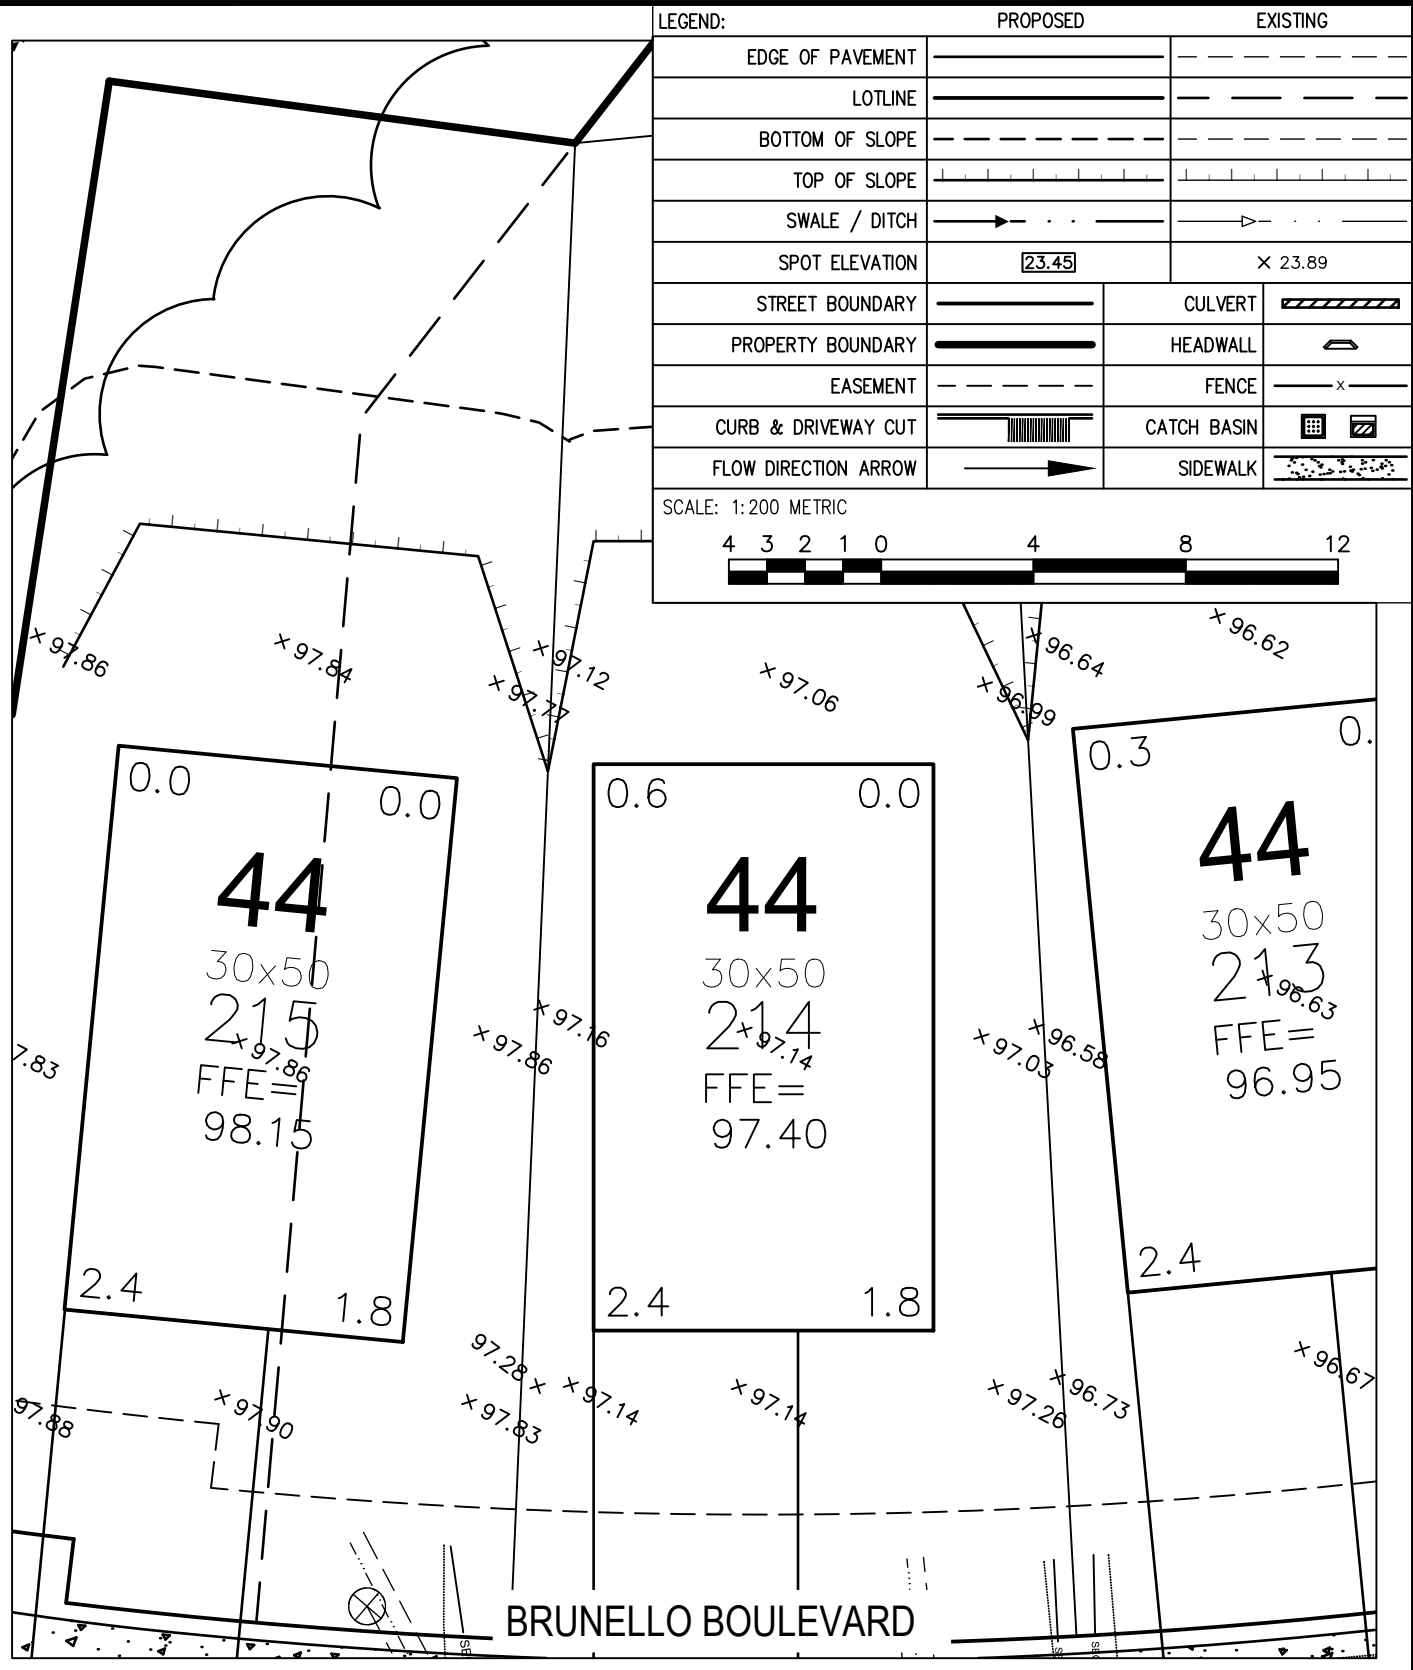 LEGEND: PROPOSED EXISTING
EDGE OF PAVEMENT
LOTLINE
BOTTOM OF SLOPE
TOP OF SLOPE
SWALE / DITCH
SPOT ELEVATION 23.45 × 23.89
STREET BOUNDARY CULVERT
PROPERTY BOUNDARY HEADWALL
EASEMENT FENCE x
CURB & DRIVEWAY CUT CATCH BASIN
FLOW DIRECTION ARROW SIDEWALK
SCALE: 1:200 METRIC
4 3 2 1 0 4 8 12
× 97.86
× 97.84
× 97.12
× 97.77
× 97.06
× 96.64
× 96.99
× 96.62
0.0 0.0
44
30x50
215
× 97.86
FFE=
98.15
2.4 1.8
0.6 0.0
44
30x50
214
× 97.14
FFE=
97.40
2.4 1.8
0.3 0.
44
30x50
213
× 96.63
FFE=
96.95
2.4
7.83
× 97.86
× 97.16
× 97.03
× 96.58
97.88
× 97.90
97.28 ×
× 97.83
× 97.14
× 97.14
× 97.26
× 96.73
× 96.67
BRUNELLO BOULEVARD